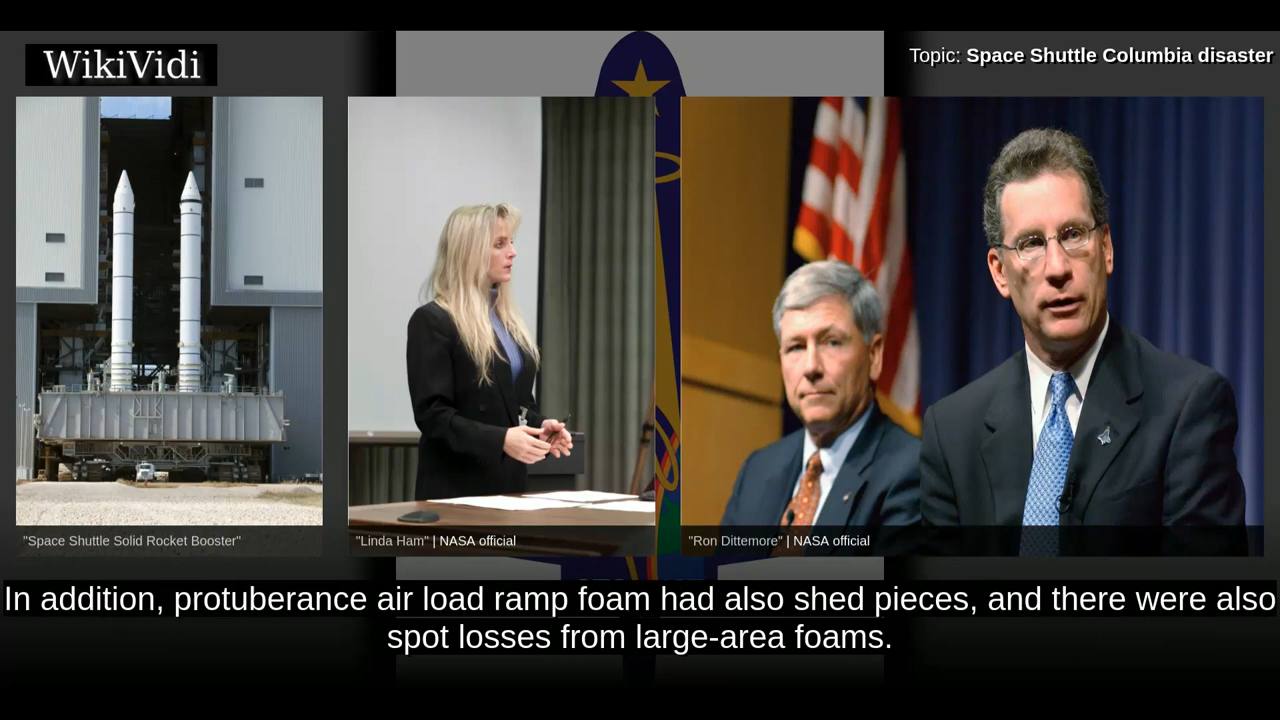 WikiVidi
Topic: Space Shuttle Columbia disaster
"Space Shuttle Solid Rocket Booster"
"Linda Ham" | NASA official
"Ron Dittemore" | NASA official
In addition, protuberance air load ramp foam had also shed pieces, and there were also
spot losses from large-area foams.